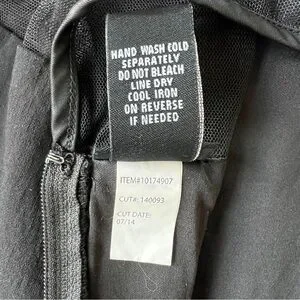 HAND WASH COLD
SEPARATELY
DO NOT BLEACH
LINE DRY
COOL IRON
ON REVERSE
IF NEEDED
ITEM#10174907
CUT#: 140093
CUT DATE:
07/14